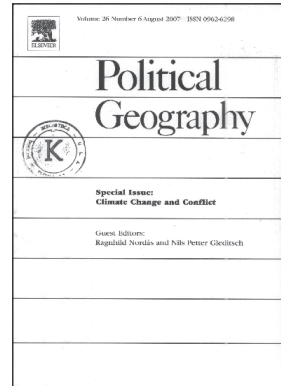 Volume 26 Number 6 August 2007 ISSN 0962-6298
ELSEVIER
Political
Geography
K
Special Issue:
Climate Change and Conflict
Guest Editors:
Ragnhild Nordås and Nils Petter Gleditsch